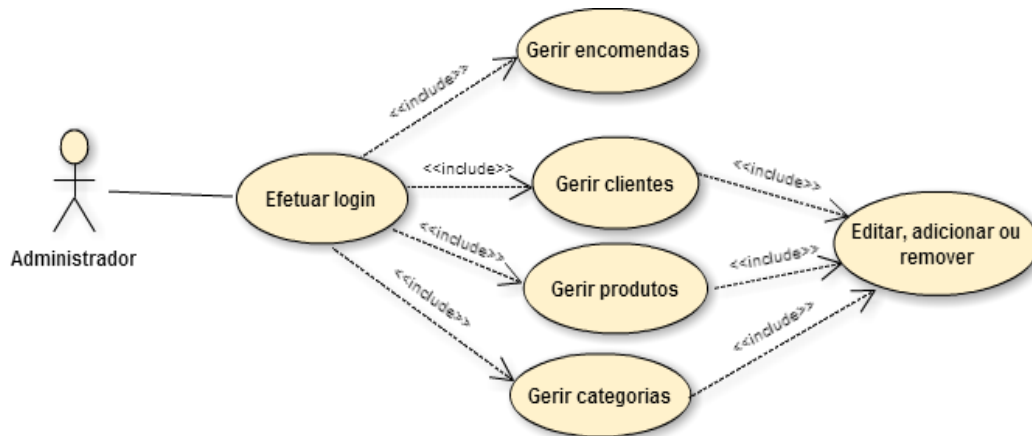 Gerir encomendas
<<include>>
<<include>>
Gerir clientes
<<include>>
Efetuar login
Editar, adicionar ou
remover
Administrador
<<include>>
<<include>>
Gerir produtos
<<include>>
<<include>>
Gerir categorias